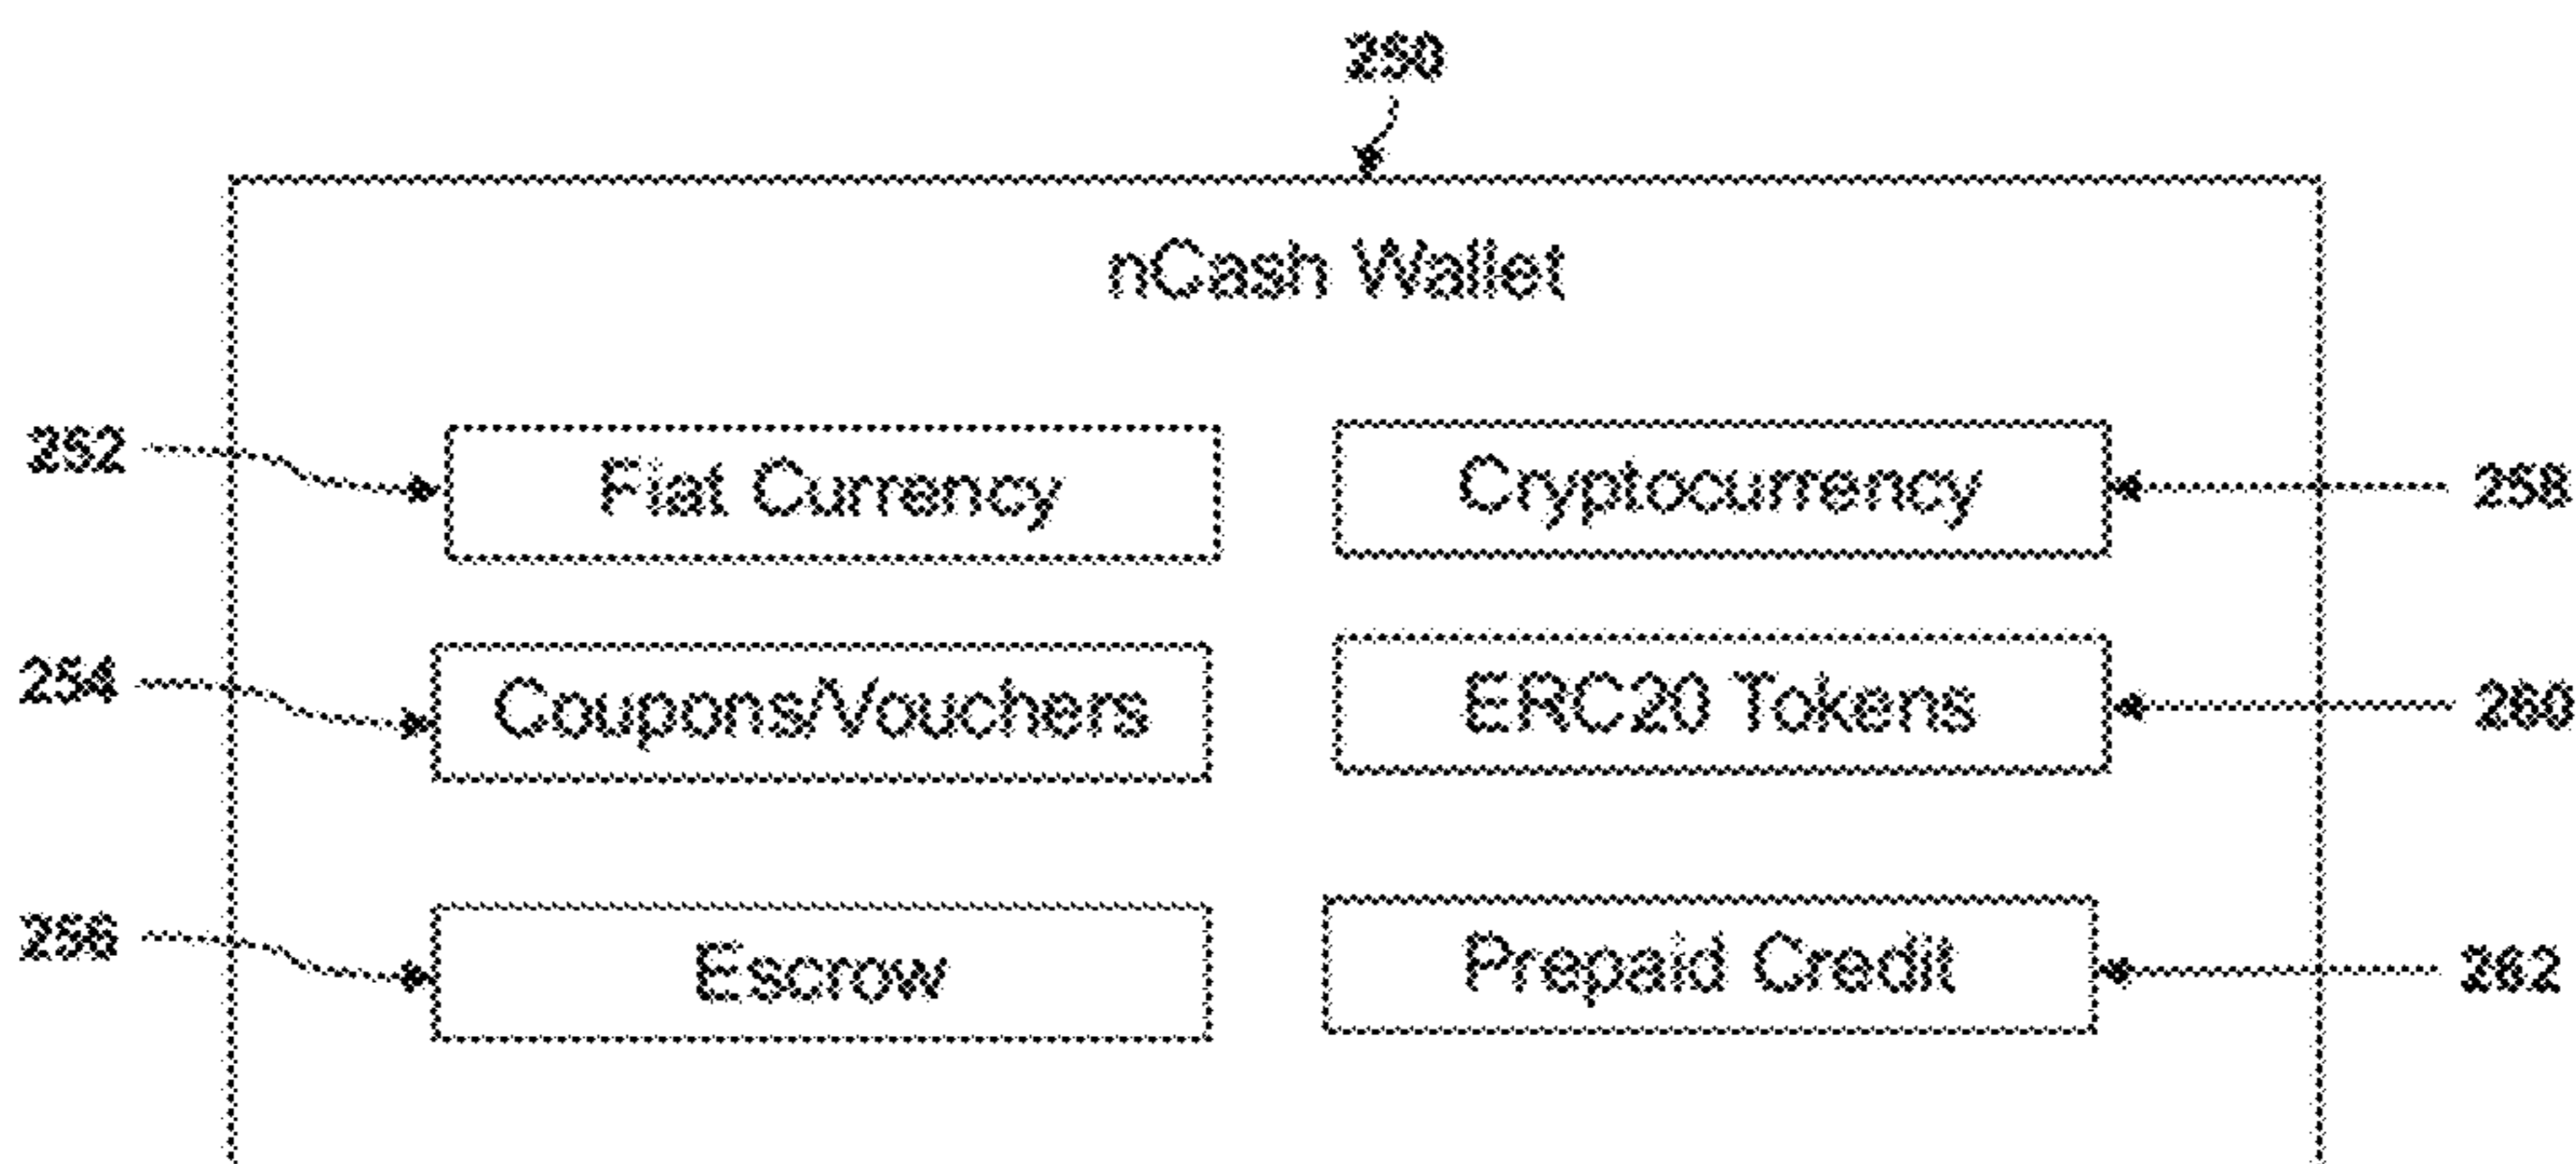 250
nCash Wallet
252
Fiat Currency
Cryptocurrency
258
254
Coupons/Vouchers
ERC20 Tokens
260
256
Escrow
Prepaid Credit
262